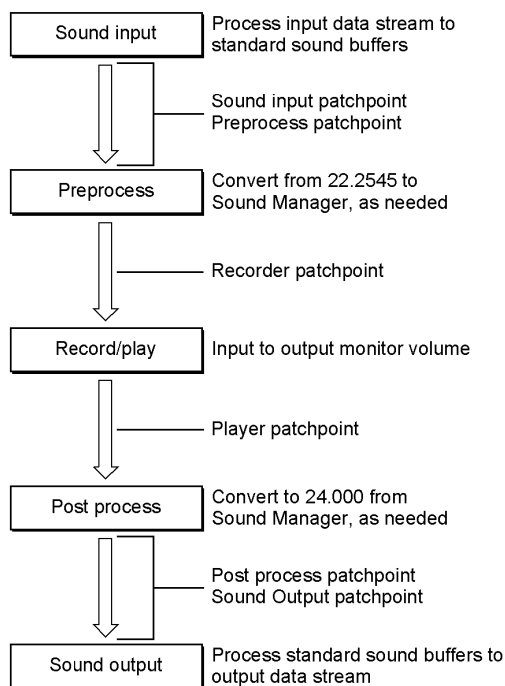 Sound input
Process input data stream to
standard sound buffers
Sound input patchpoint
Preprocess patchpoint
Preprocess
Convert from 22.2545 to
Sound Manager, as needed
Recorder patchpoint
Record/play
Input to output monitor volume
Player patchpoint
Post process
Convert to 24.000 from
Sound Manager, as needed
Post process patchpoint
Sound Output patchpoint
Sound output
Process standard sound buffers to
output data stream